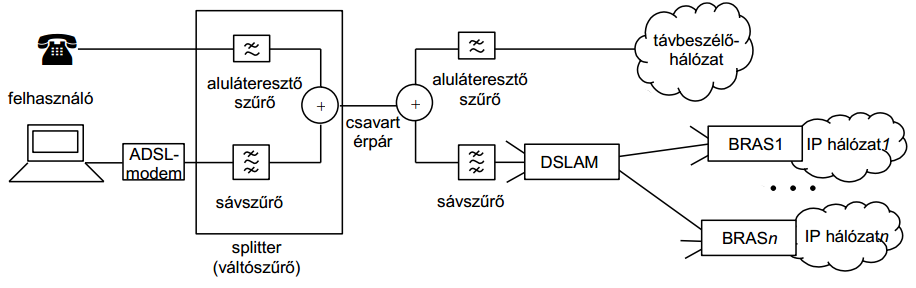 felhasználó
ADSL-
modem
aluláteresztő
szűrő
+
sávszűrő
splitter
(váltószűrő)
csavart
érpár
+
aluláteresztő
szűrő
sávszűrő
távbeszélő-
hálózat
DSLAM
BRAS1
IP hálózat1
BRASn
IP hálózatn